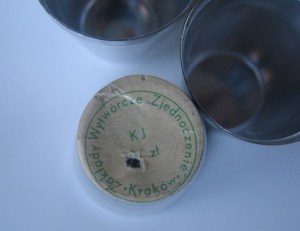 Zakłady Wytwórcze Zjednoczenie • Kraków •
KJ
zł